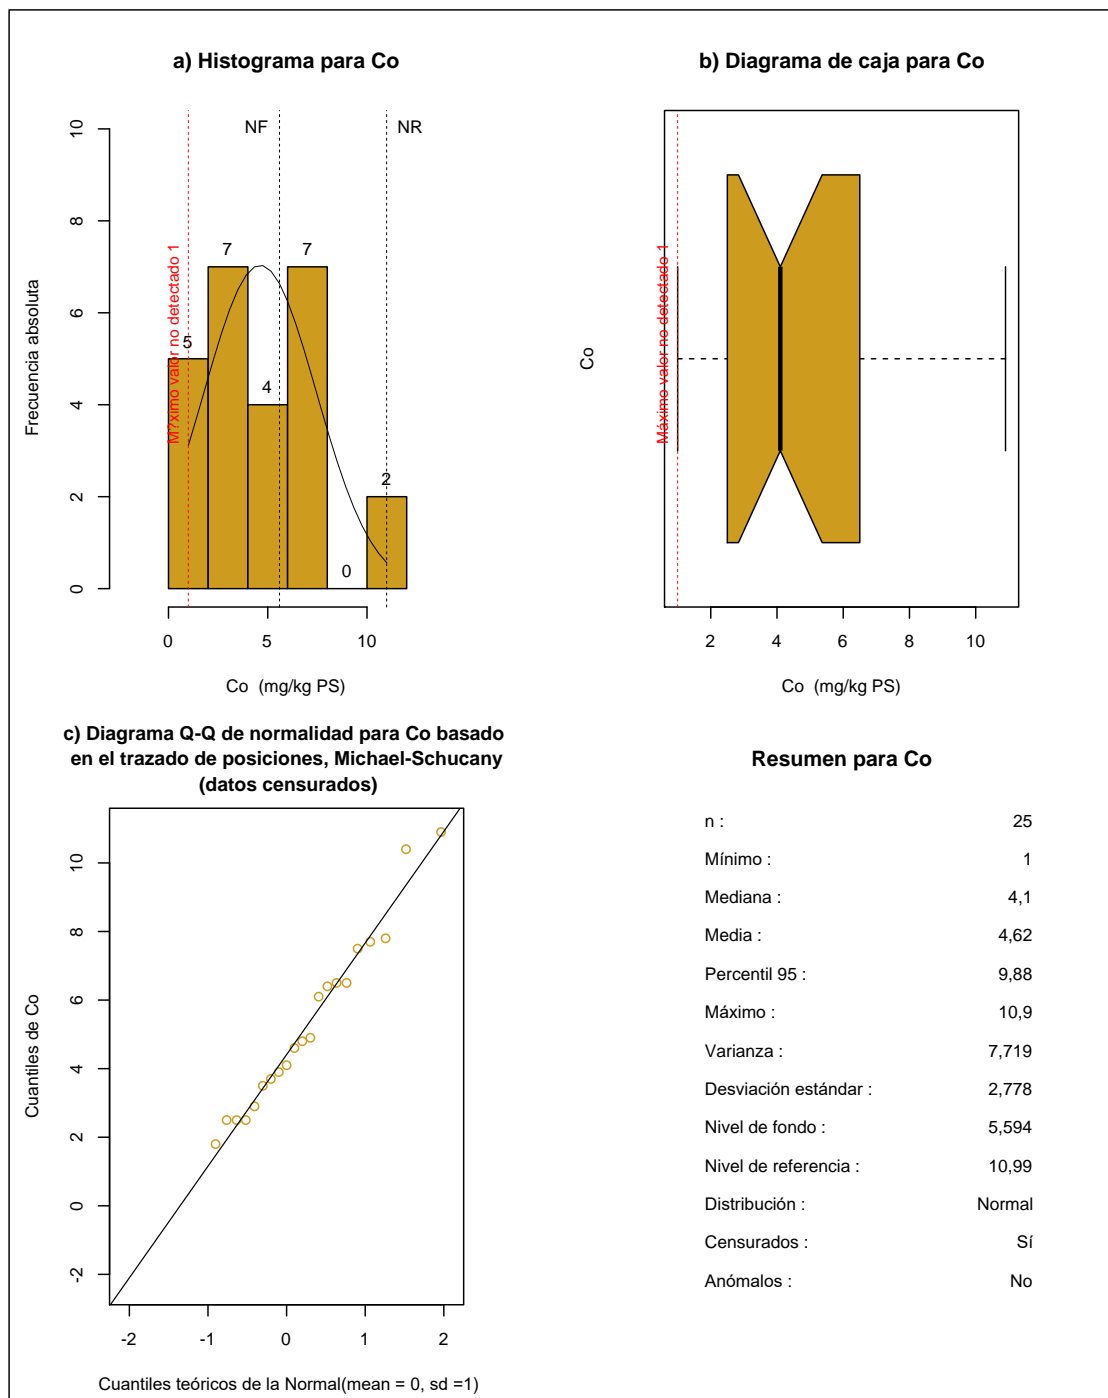 a) Histograma para Co
Frecuencia absoluta
10
8
6
4
2
0
M?ximo valor no detectado 1
NF
NR
5
7
4
7
0
2
0
5
10
Co (mg/kg PS)
b) Diagrama de caja para Co
Co
Máximo valor no detectado 1
2
4
6
8
10
Co (mg/kg PS)
c) Diagrama Q-Q de normalidad para Co basado
en el trazado de posiciones, Michael-Schucany
(datos censurados)
Cuantiles de Co
10
8
6
4
2
0
-2
-2
-1
0
1
2
Cuantiles teóricos de la Normal(mean = 0, sd =1)
Resumen para Co
n : 25
Mínimo : 1
Mediana : 4,1
Media : 4,62
Percentil 95 : 9,88
Máximo : 10,9
Varianza : 7,719
Desviación estándar : 2,778
Nivel de fondo : 5,594
Nivel de referencia : 10,99
Distribución : Normal
Censurados : Sí
Anómalos : No